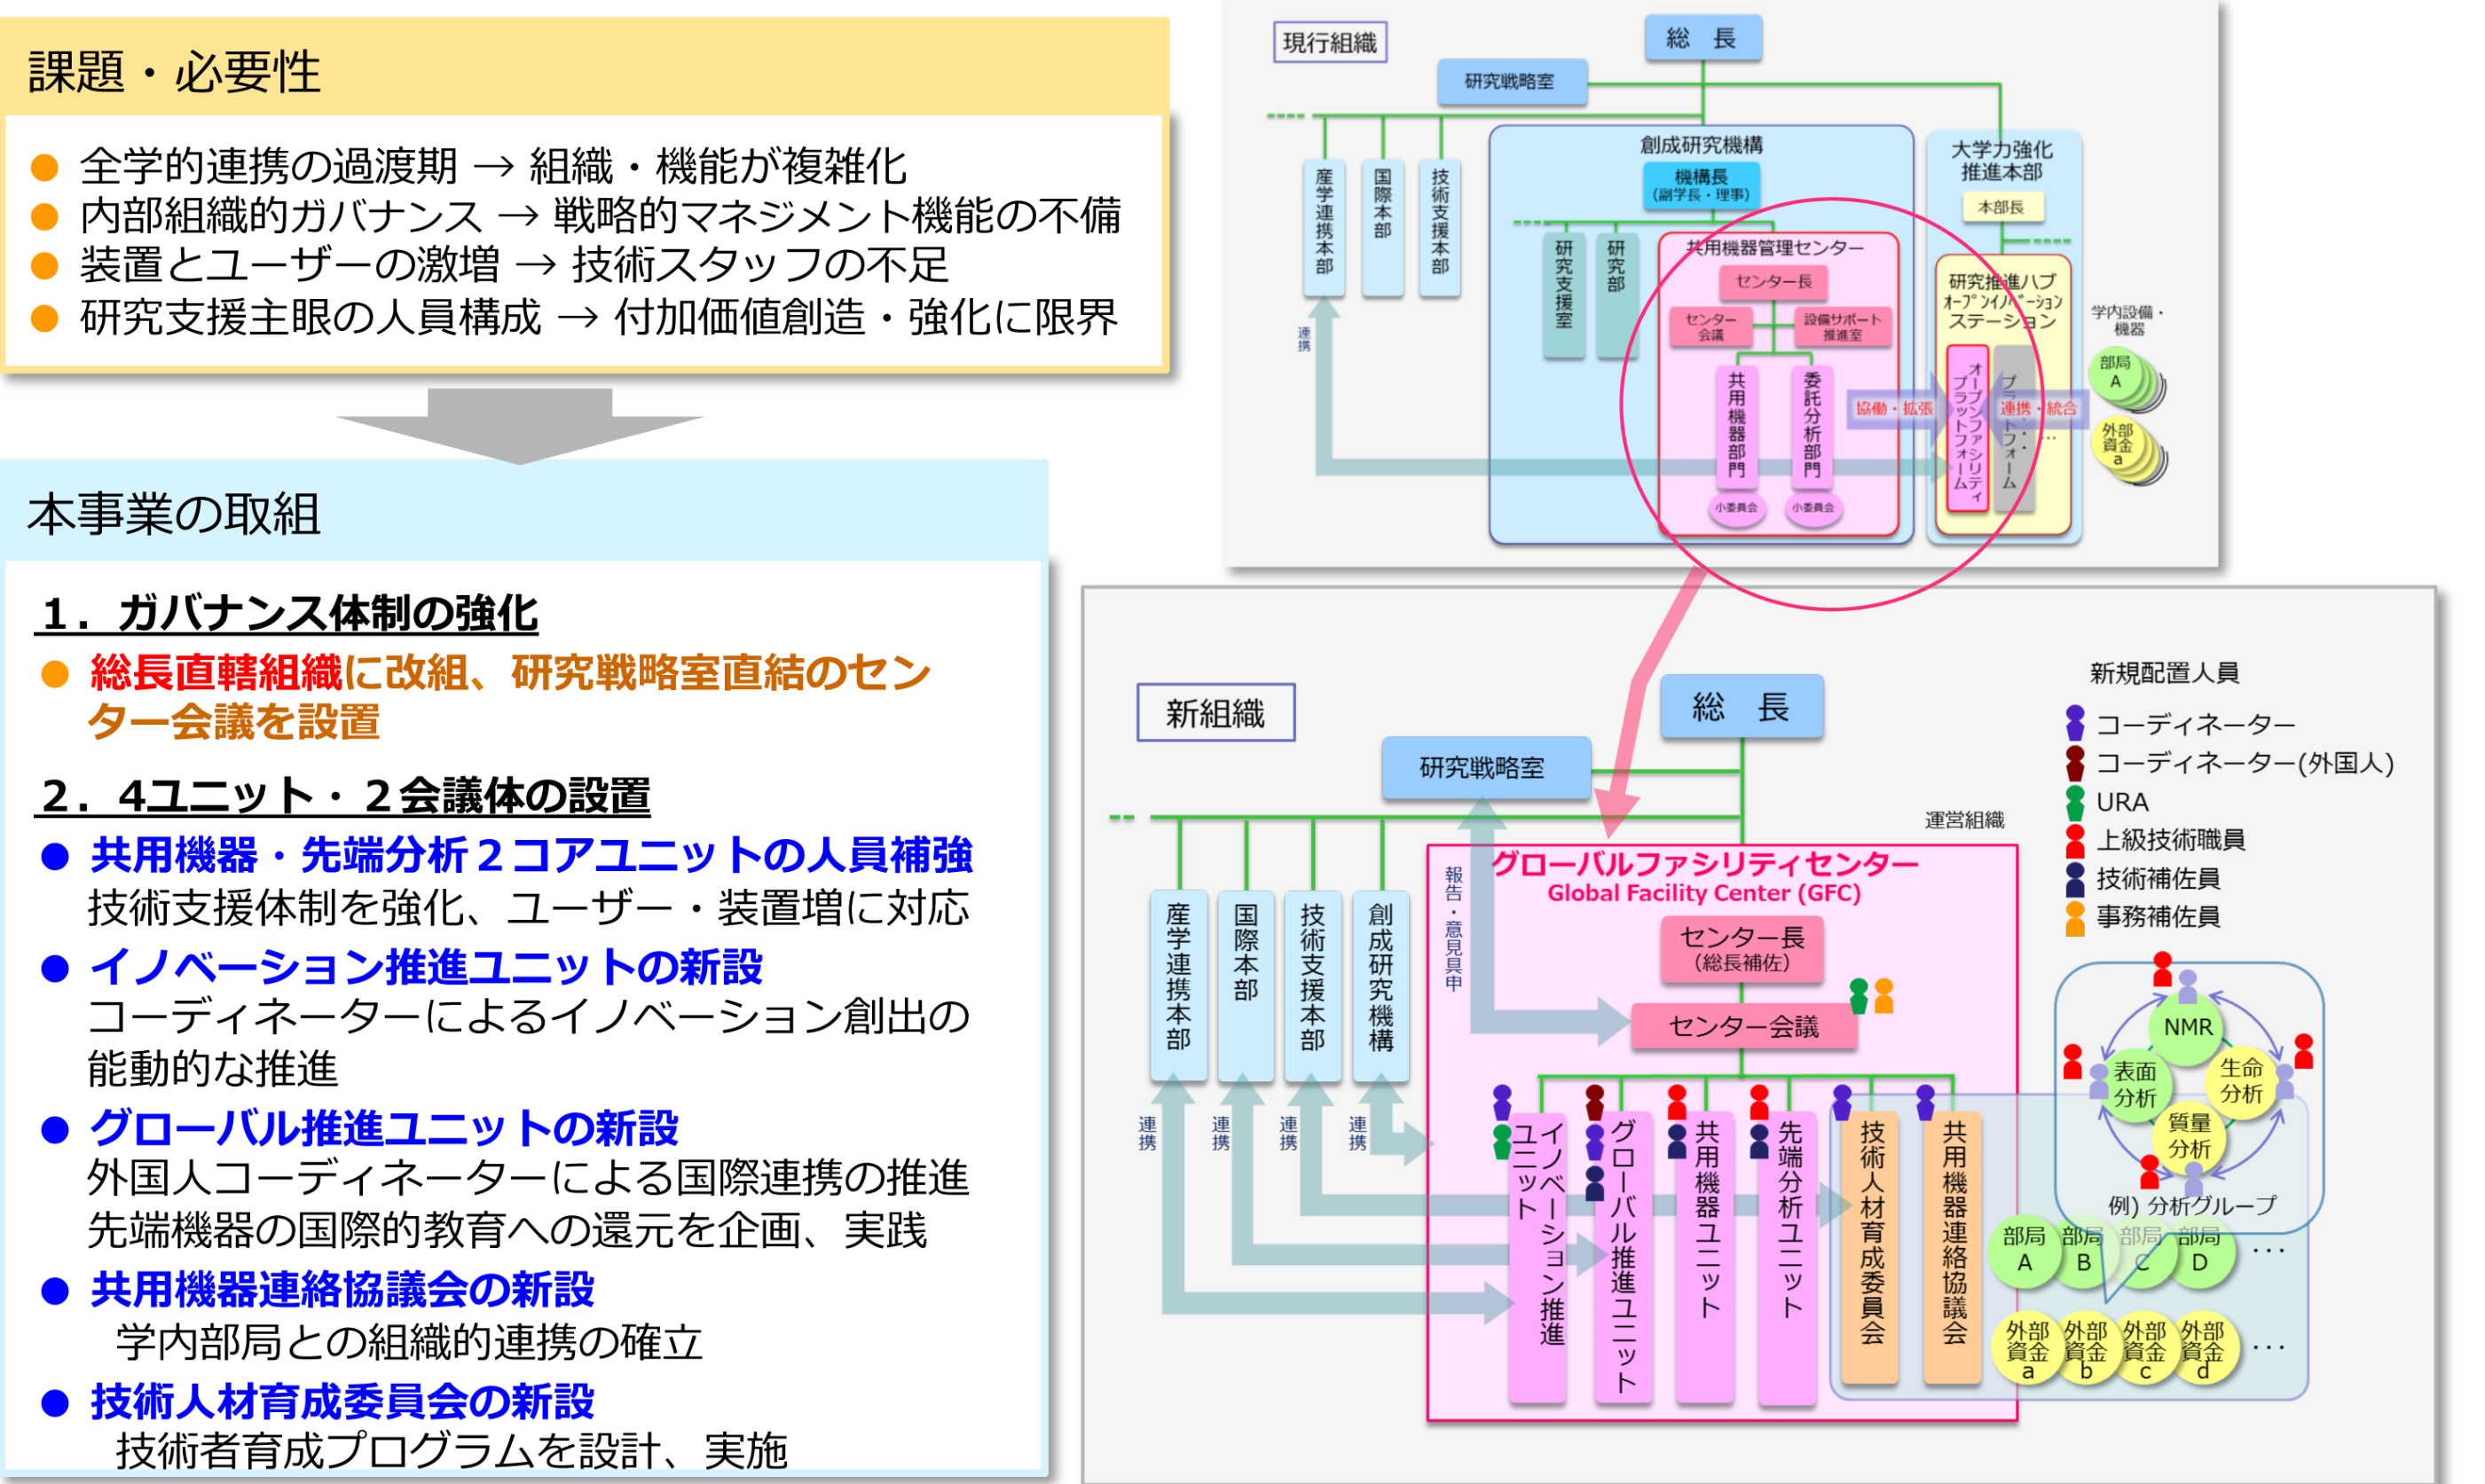 課題・必要性
● 全学的連携の過渡期 → 組織・機能が複雑化
● 内部組織的ガバナンス → 戦略的マネジメント機能の不備
● 装置とユーザーの激増 → 技術スタッフの不足
● 研究支援主眼の人員構成 → 付加価値創造・強化に限界
本事業の取組
１．ガバナンス体制の強化
● 総長直轄組織に改組、研究戦略室直結のセン
ター会議を設置
２．4ユニット・２会議体の設置
● 共用機器・先端分析２コアユニットの人員補強
技術支援体制を強化、ユーザー・装置増に対応
● イノベーション推進ユニットの新設
コーディネーターによるイノベーション創出の
能動的な推進
● グローバル推進ユニットの新設
外国人コーディネーターによる国際連携の推進
先端機器の国際的教育への還元を企画、実践
● 共用機器連絡協議会の新設
学内部局との組織的連携の確立
● 技術人材育成委員会の新設
技術者育成プログラムを設計、実施
現行組織
総 長
研究戦略室
産学連携本部
国際本部
技術支援本部
連携
創成研究機構
機構長
（副学長・理事）
研究支援室
研究部
共用機器管理センター
センター長
センター
会議
設備サポート
推進室
共用機器部門
委託分析部門
小委員会
小委員会
大学力強化
推進本部
本部長
研究推進ハブ
オープンイノベーション
ステーション
オープンファシリティ
プラットフォーム
協働・拡張
連携・統合
学内設備・
機器
部局
A
外部
資金
a
新組織
総 長
研究戦略室
産学連携本部
国際本部
技術支援本部
創成研究機構
連携
連携
連携
連携
報告・意見具申
運営組織
グローバルファシリティセンター
Global Facility Center (GFC)
センター長
（総長補佐）
センター会議
イノベーション推進
ユニット
グローバル推進ユニット
共用機器ユニット
先端分析ユニット
技術人材育成委員会
共用機器連絡協議会
新規配置人員
コーディネーター
コーディネーター(外国人)
URA
上級技術職員
技術補佐員
事務補佐員
NMR
表面
分析
生命
分析
質量
分析
例) 分析グループ
部局
A
部局
B
部局
C
部局
D
･･･
外部
資金
a
外部
資金
b
外部
資金
c
外部
資金
d
･･･